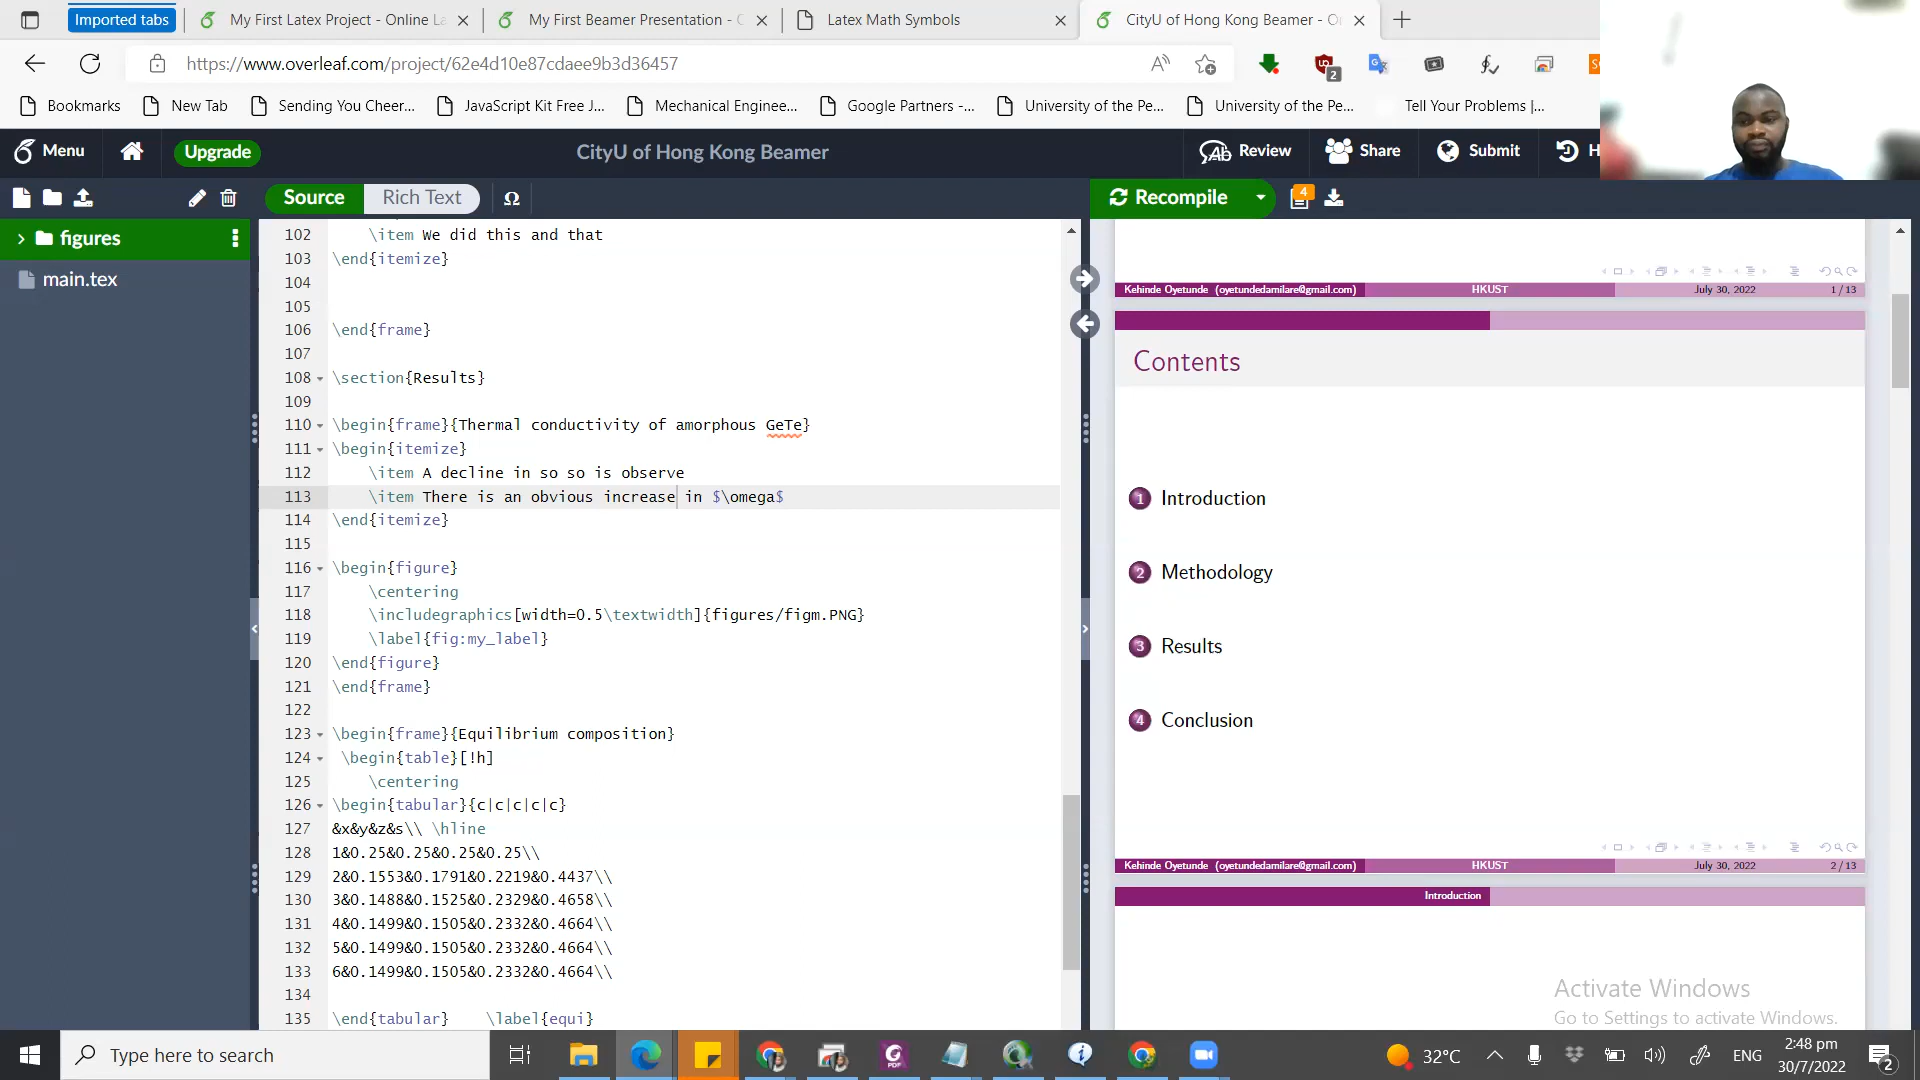 Imported tabs
My First Latex Project - Online La
My First Beamer Presentation - O
Latex Math Symbols
CityU of Hong Kong Beamer - On
https://www.overleaf.com/project/62e4d10e87cdaee9b3d36457
2
Bookmarks
New Tab
Sending You Cheer...
JavaScript Kit Free J...
Mechanical Enginee...
Google Partners -...
University of the Pe...
University of the Pe...
Tell Your Problems |...
Menu
Upgrade
CityU of Hong Kong Beamer
Review
Share
Submit
H
Source
Rich Text
Ω
Recompile
4
figures
main.tex
102 \item We did this and that
103 \end{itemize}
104
105
106 \end{frame}
107
108 \section{Results}
109
110 \begin{frame}{Thermal conductivity of amorphous GeTe}
111 \begin{itemize}
112 \item A decline in so so is observe
113 \item There is an obvious increase in $\omega$
114 \end{itemize}
115
116 \begin{figure}
117 \centering
118 \includegraphics[width=0.5\textwidth]{figures/figm.PNG}
119 \label{fig:my_label}
120 \end{figure}
121 \end{frame}
122
123 \begin{frame}{Equilibrium composition}
124 \begin{table}[!h]
125 \centering
126 \begin{tabular}{c|c|c|c|c}
127 &x&y&z&s\\ \hline
128 1&0.25&0.25&0.25&0.25\\
129 2&0.1553&0.1791&0.2219&0.4437\\
130 3&0.1488&0.1525&0.2329&0.4658\\
131 4&0.1499&0.1505&0.2332&0.4664\\
132 5&0.1499&0.1505&0.2332&0.4664\\
133 6&0.1499&0.1505&0.2332&0.4664\\
134
135 \end{tabular} \label{equi}
Kehinde Oyetunde (oyetundedamilare@gmail.com) HKUST July 30, 2022 1/13
Contents
1 Introduction
2 Methodology
3 Results
4 Conclusion
Kehinde Oyetunde (oyetundedamilare@gmail.com) HKUST July 30, 2022 2/13
Introduction
Activate Windows
Go to Settings to activate Windows.
Type here to search
32°C
ENG
2:48 pm
30/7/2022
2